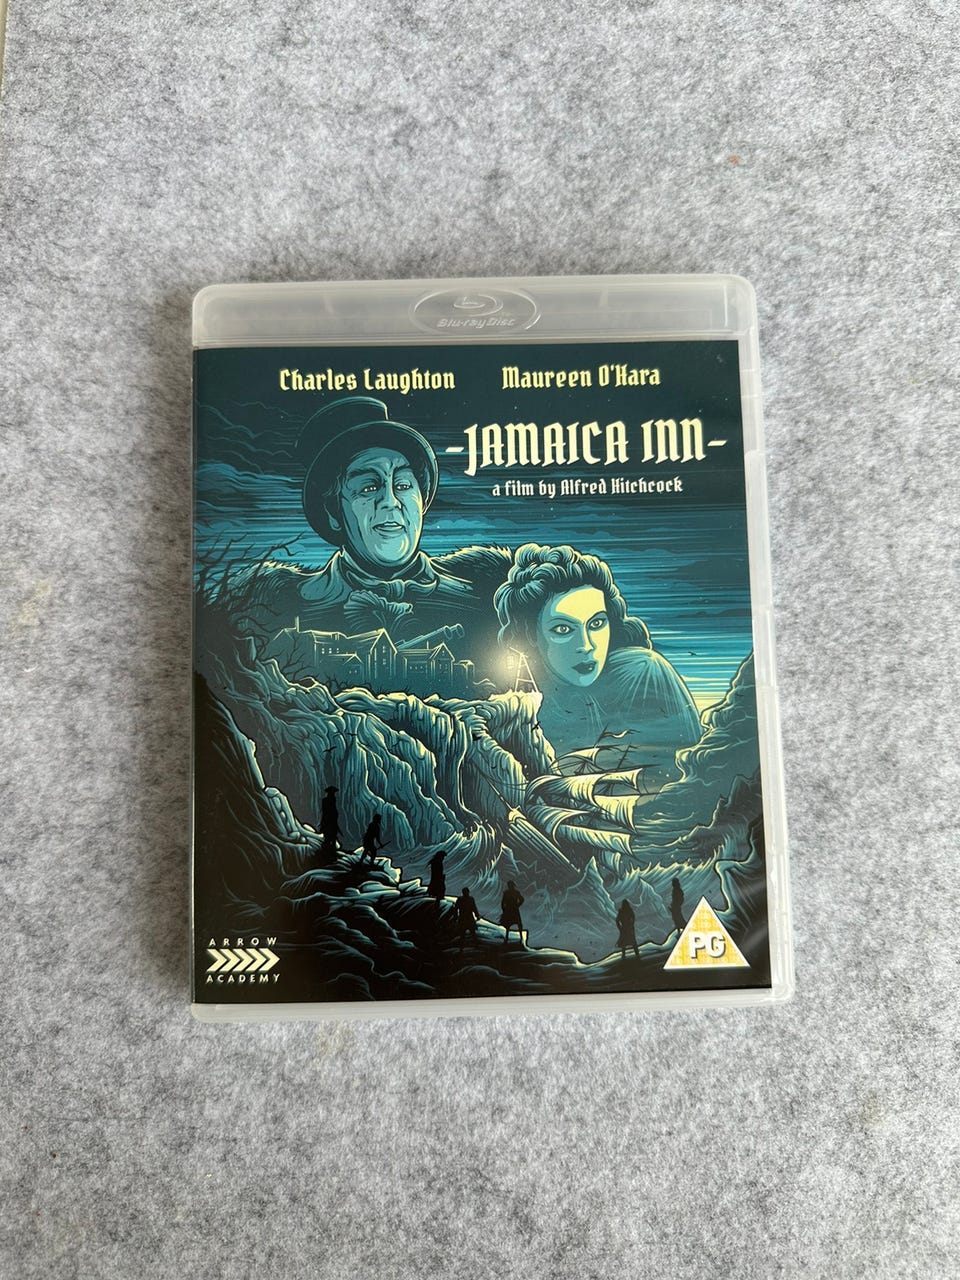 Blu-ray Disc
Charles Laughton Maureen O'Hara
-JAMAICA INN-
a film by Alfred Hitchcock
ARROW
ACADEMY
PG